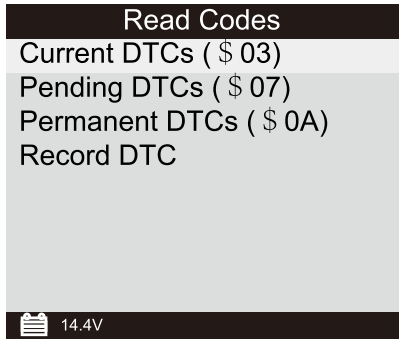 Read Codes
Current DTCs ( $ 03)
Pending DTCs ( $ 07)
Permanent DTCs ( $ 0A)
Record DTC
14.4V